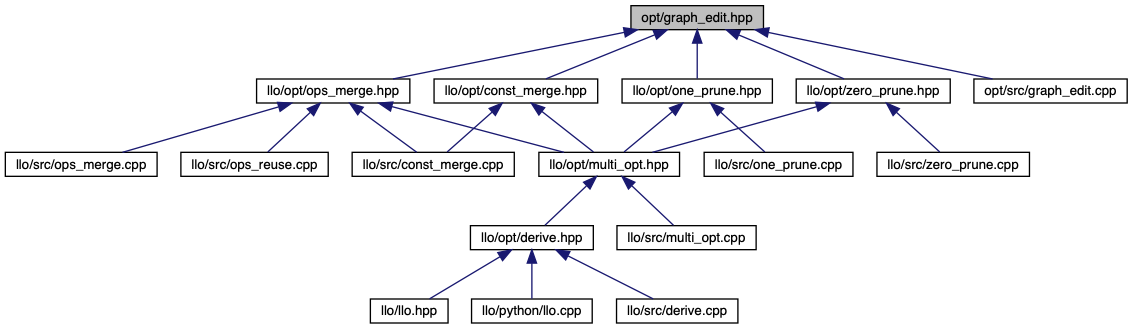 opt/graph_edit.hpp
llo/opt/ops_merge.hpp
llo/opt/const_merge.hpp
llo/opt/one_prune.hpp
llo/opt/zero_prune.hpp
opt/src/graph_edit.cpp
llo/src/ops_merge.cpp
llo/src/ops_reuse.cpp
llo/src/const_merge.cpp
llo/opt/multi_opt.hpp
llo/src/one_prune.cpp
llo/src/zero_prune.cpp
llo/opt/derive.hpp
llo/src/multi_opt.cpp
llo/llo.hpp
llo/python/llo.cpp
llo/src/derive.cpp